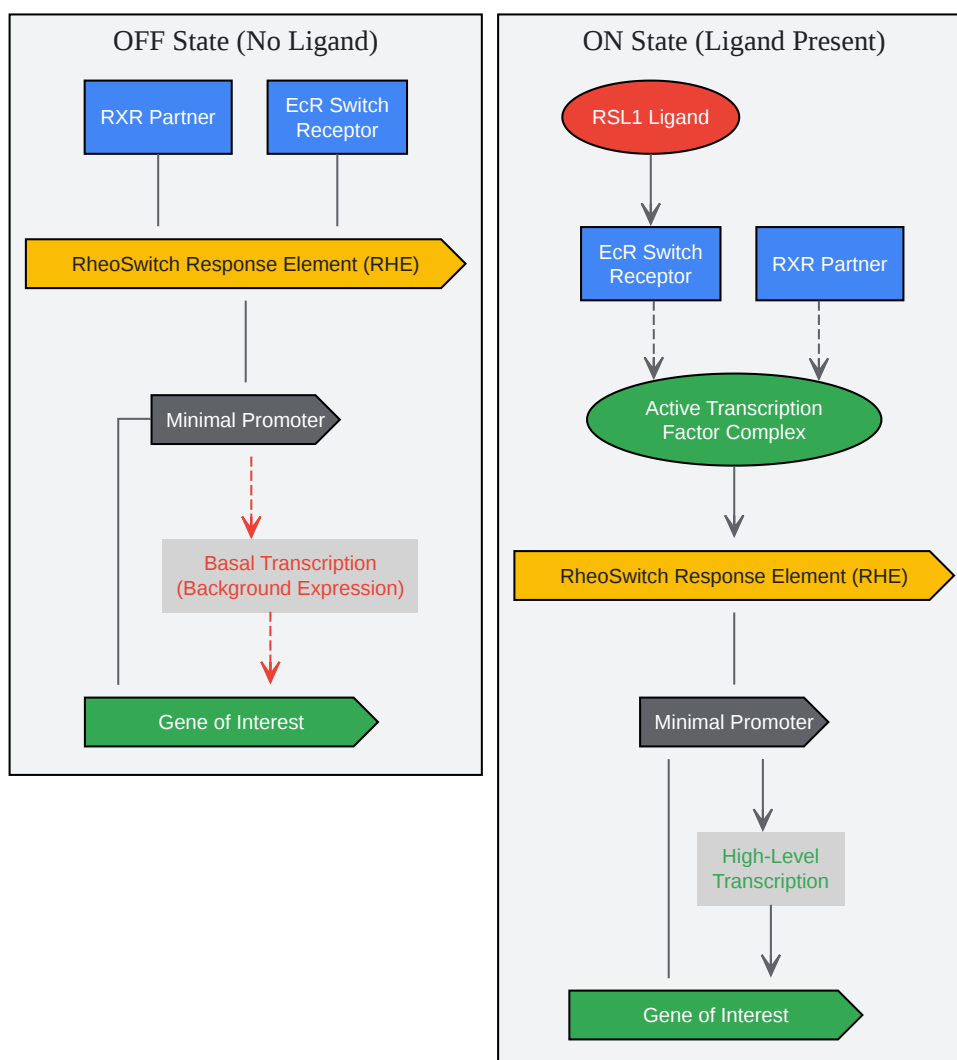 OFF State (No Ligand)
RXR Partner
EcR Switch
Receptor
RheoSwitch Response Element (RHE)
Minimal Promoter
Basal Transcription
(Background Expression)
Gene of Interest
ON State (Ligand Present)
RSL1 Ligand
EcR Switch
Receptor
RXR Partner
Active Transcription
Factor Complex
RheoSwitch Response Element (RHE)
Minimal Promoter
High-Level
Transcription
Gene of Interest